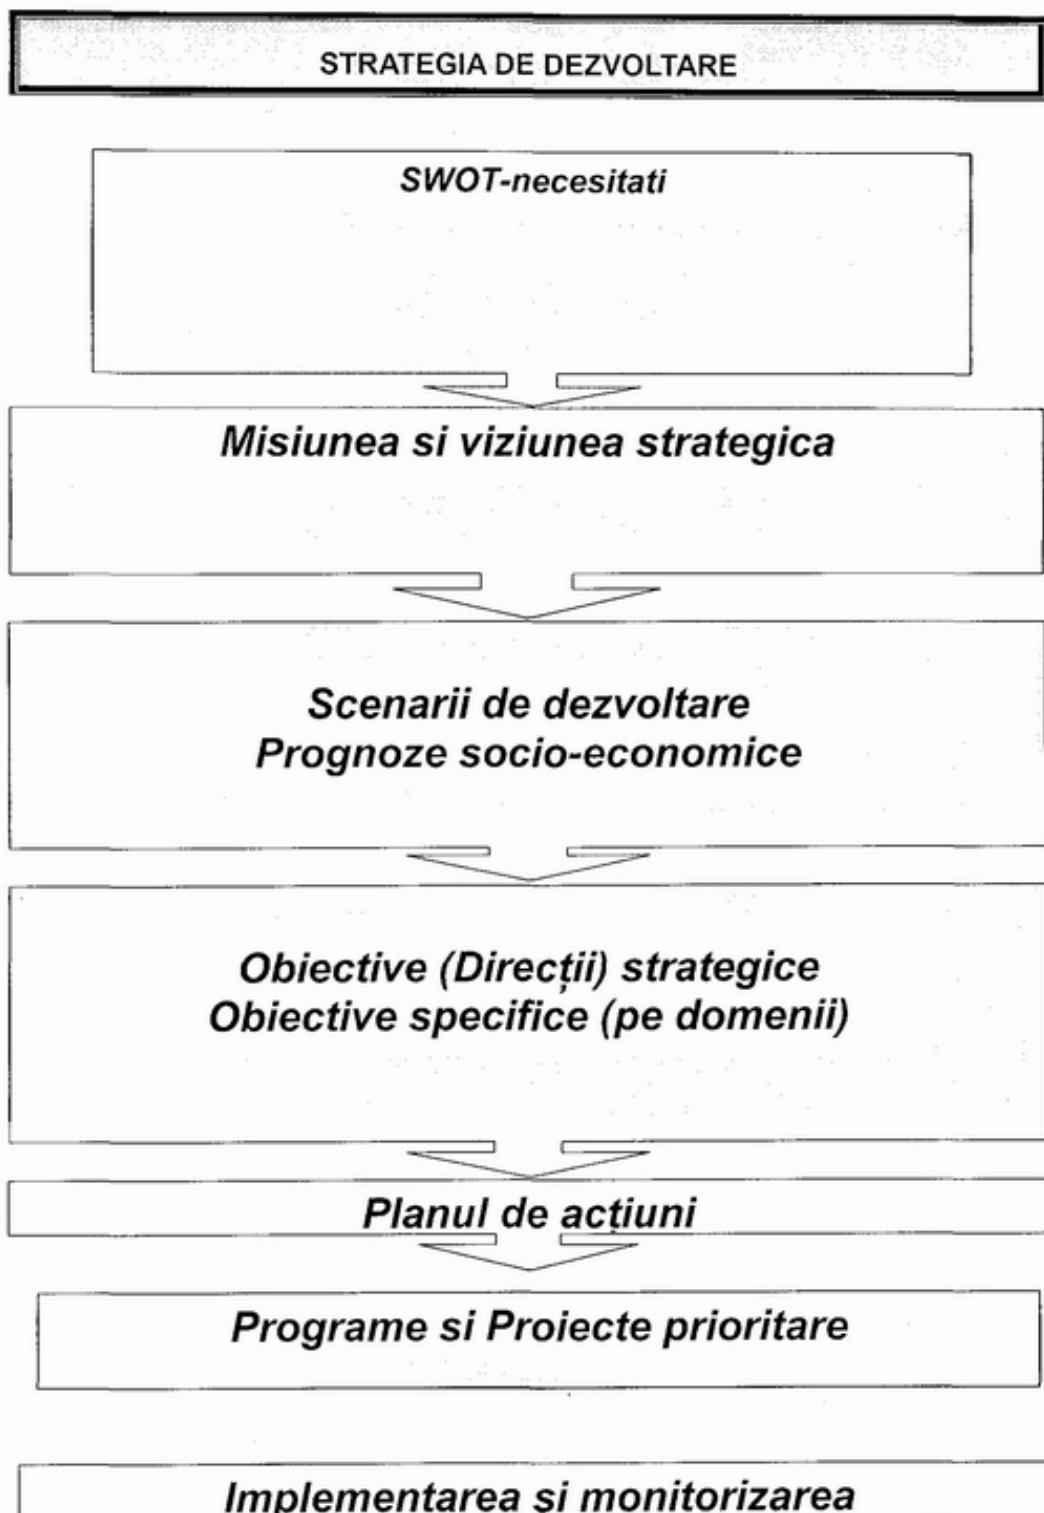 STRATEGIA DE DEZVOLTARE
SWOT-necesitati
Misiunea si viziunea strategica
Scenarii de dezvoltare
Prognoze socio-economice
Obiective (Direcții) strategice
Obiective specifice (pe domenii)
Planul de acțiuni
Programe si Proiecte prioritare
Implementarea si monitorizarea